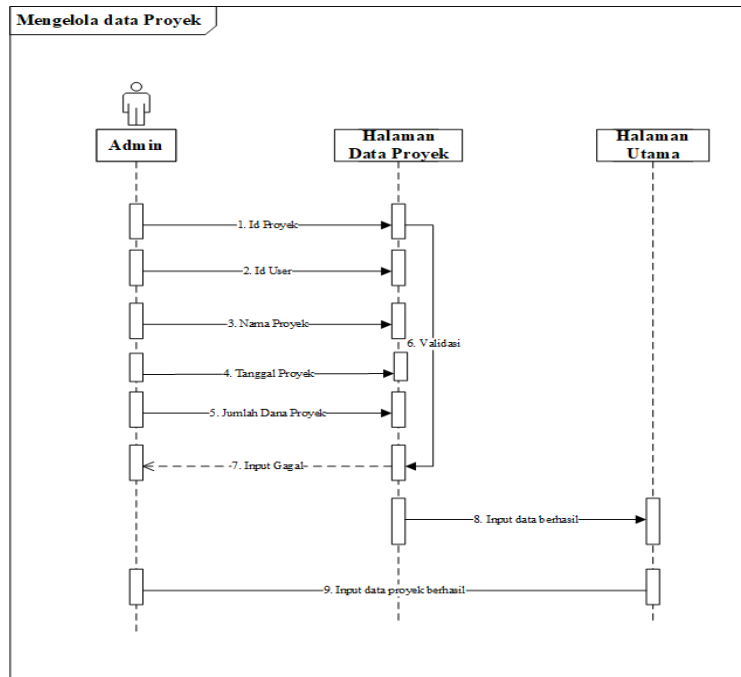 Mengelola data Proyek
Admin
Halaman
Data Proyek
Halaman
Utama
1. Id Proyek
2. Id User
3. Nama Proyek
6. Validasi
4. Tanggal Proyek
5. Jumlah Dana Proyek
7. Input Gagal
8. Input data berhasil
9. Input data proyek berhasil